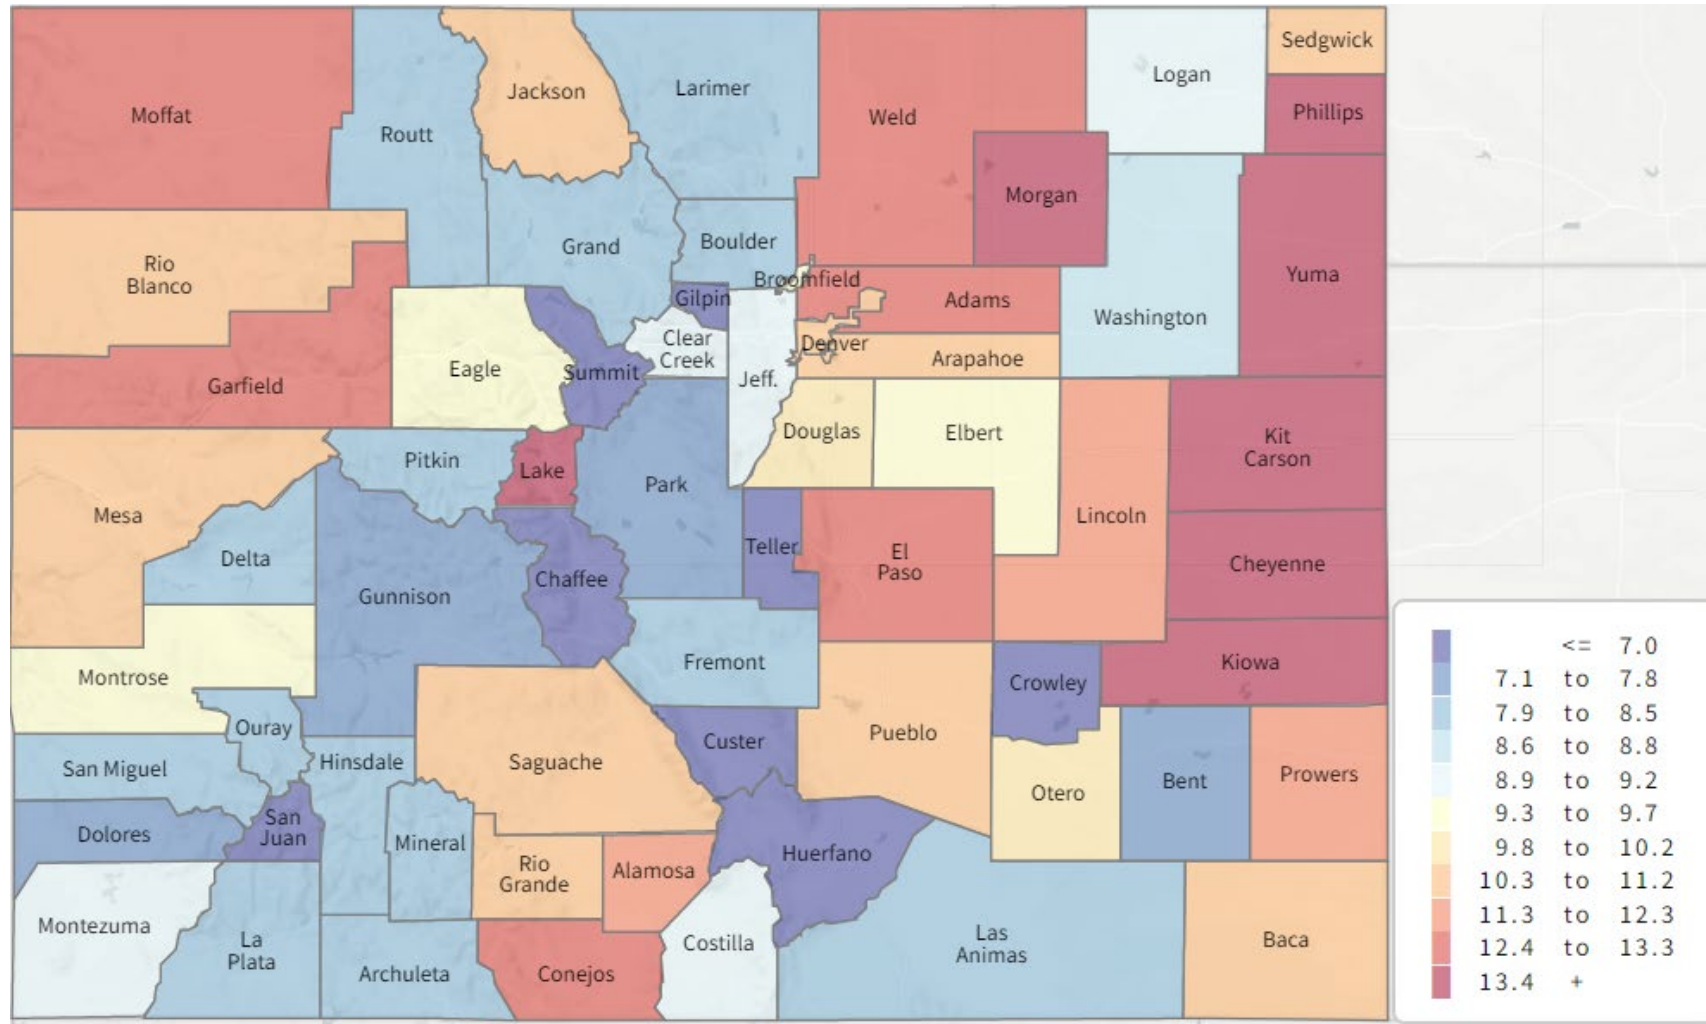 Sedgwick
Logan
Larimer
Jackson
Phillips
Moffat
Weld
Routt
Morgan
Boulder
Grand
Rio
Blanco
Yuma
Broomfield
Gilpin
Adams
Washington
Clear
Creek
Denver
Arapahoe
Eagle
Summit
Jeff.
Garfield
Douglas
Elbert
Kit
Carson
Pitkin
Lake
Park
Mesa
Lincoln
Teller
El
Paso
Delta
Cheyenne
Chaffee
Gunnison
Fremont
Kiowa
Montrose
Crowley
Ouray
Pueblo
Custer
Hinsdale
Saguache
San Miguel
Prowers
Bent
Otero
San
Juan
Dolores
Mineral
Huerfano
Rio
Grande
Alamosa
Montezuma
Costilla
La
Plata
Las
Animas
Baca
Archuleta
Conejos
<= 7.0
7.1 to 7.8
7.9 to 8.5
8.6 to 8.8
8.9 to 9.2
9.3 to 9.7
9.8 to 10.2
10.3 to 11.2
11.3 to 12.3
12.4 to 13.3
13.4 +